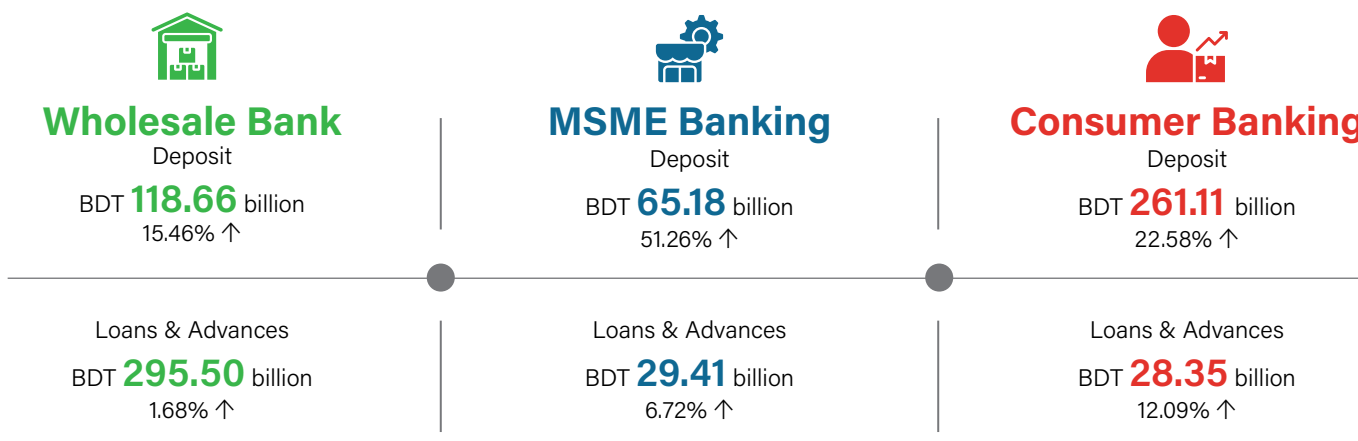 Wholesale Bank
Deposit
BDT 118.66 billion
15.46% ↑
MSME Banking
Deposit
BDT 65.18 billion
51.26% ↑
Consumer Banking
Deposit
BDT 261.11 billion
22.58% ↑
Loans & Advances
BDT 295.50 billion
1.68% ↑
Loans & Advances
BDT 29.41 billion
6.72% ↑
Loans & Advances
BDT 28.35 billion
12.09% ↑